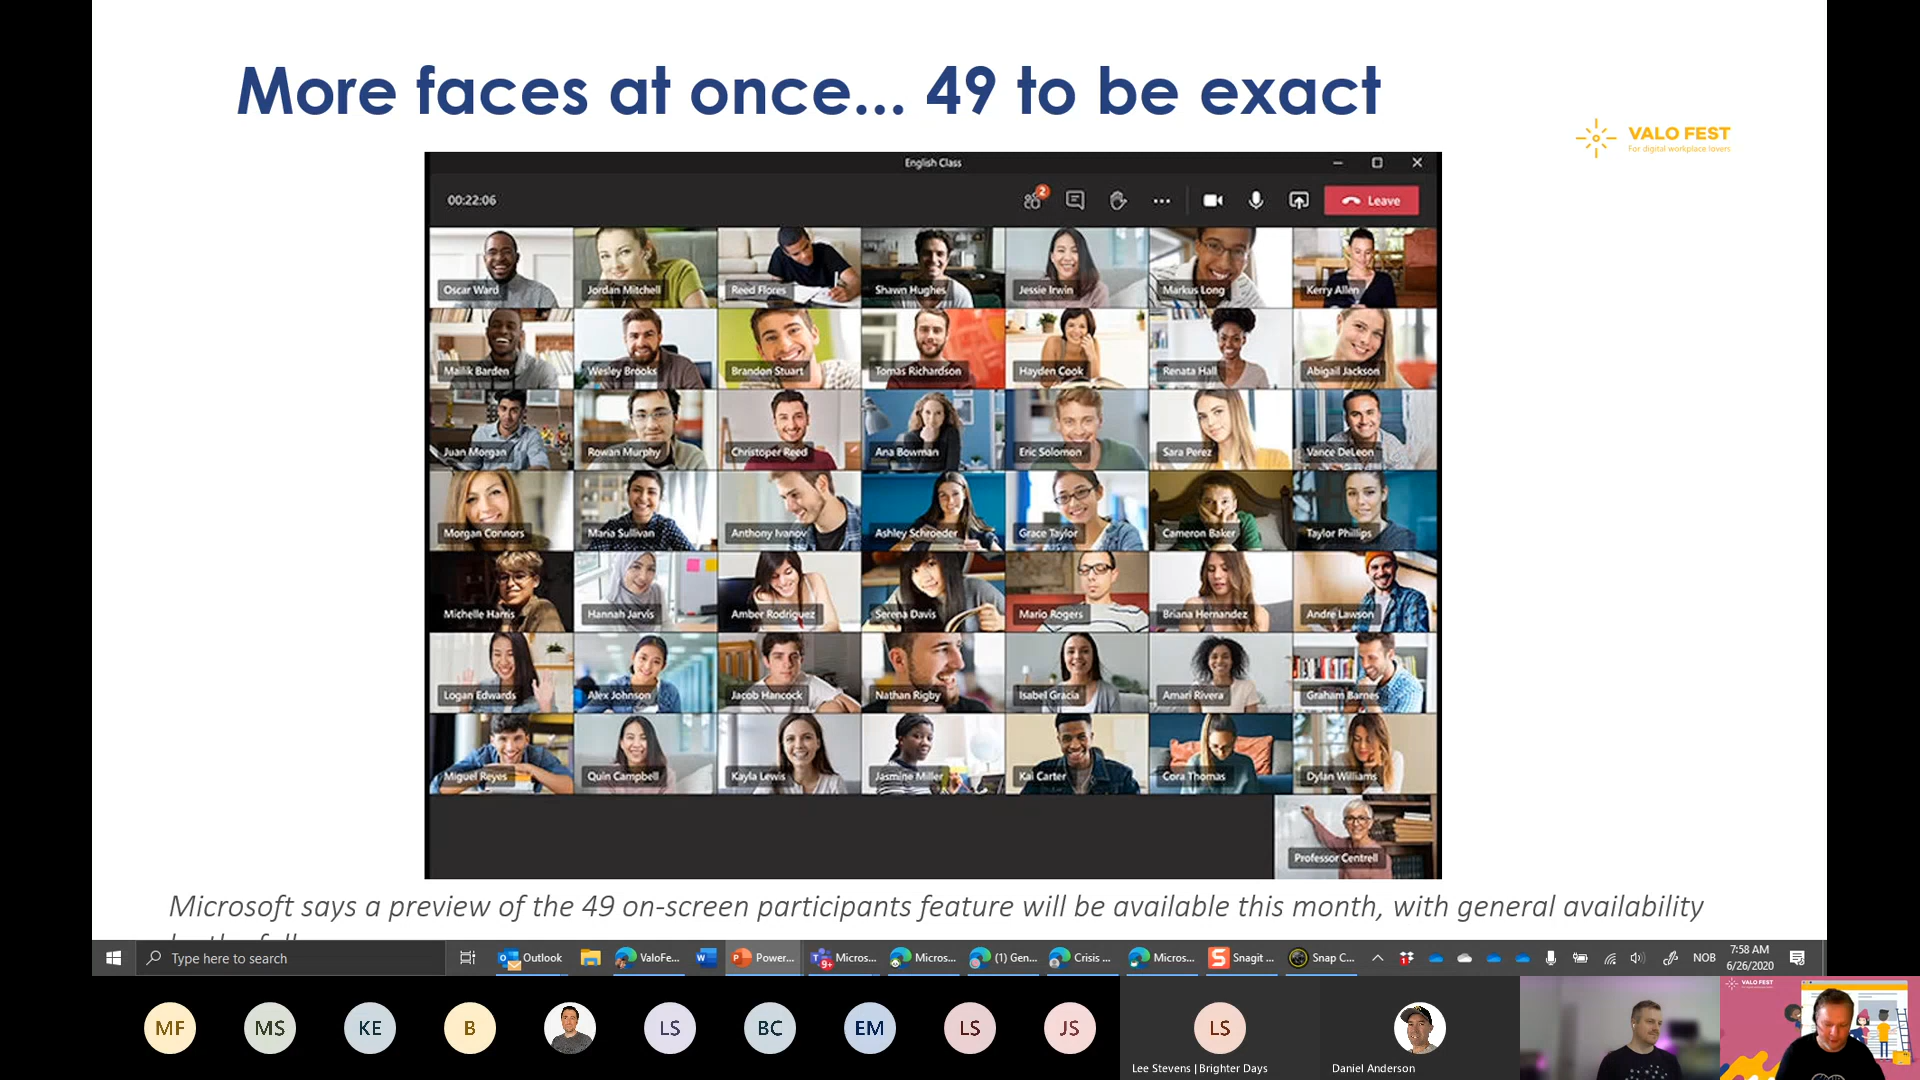 More faces at once... 49 to be exact
VALO FEST
For digital workplace lovers
English Class
00:22:06
2
Leave
Oscar Ward
Jordan Mitchell
Reed Flores
Shawn Hughes
Jessie Irwin
Markus Long
Kerry Allen
Malik Barden
Wesley Brooks
Brandon Stuart
Tomas Richardson
Hayden Cook
Renata Hall
Abigail Jackson
Juan Morgan
Rowan Murphy
Christoper Reed
Ana Bowman
Eric Solomon
Sara Perez
Vance DeLeon
Morgan Connors
Maria Sullivan
Anthony Ivanov
Ashley Schroeder
Grace Taylor
Cameron Baker
Taylor Phillips
Michelle Harris
Hannah Jarvis
Amber Rodriguez
Serena Davis
Mario Rogers
Briana Hernandez
Andre Lawson
Logan Edwards
Alex Johnson
Jacob Hancock
Nathan Rigby
Isabel Gracia
Amari Rivera
Graham Barnes
Miguel Reyes
Quin Campbell
Kayla Lewis
Jasmine Miller
Kai Carter
Cora Thomas
Dylan Williams
Professor Centrell
Microsoft says a preview of the 49 on-screen participants feature will be available this month, with general availability
Type here to search
Outlook
ValoFe...
Power...
9+
Micros...
Micros...
(1) Gen...
Crisis ...
Micros...
Snagit ...
Snap C...
NOB
7:58 AM
6/26/2020
MF
MS
KE
B
LS
BC
EM
LS
JS
LS
Lee Stevens | Brighter Days
Daniel Anderson
VALO FEST